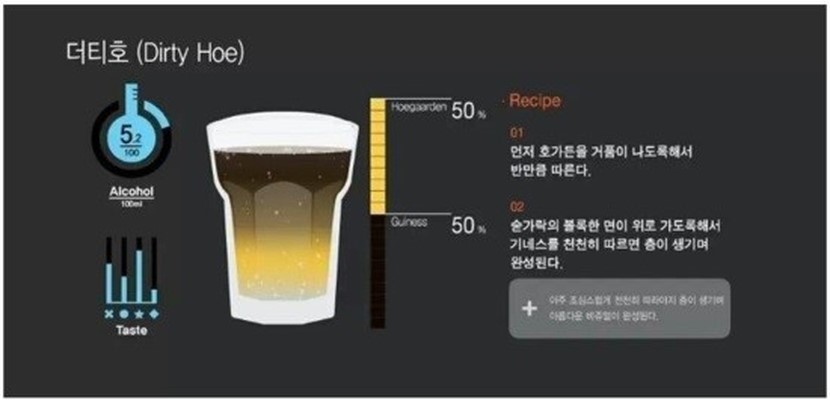 더티호 (Dirty Hoe)
5.2
100
Alcohol
100ml
Taste
Hoegaarden 50 %
Guiness 50 %
· Recipe
01
먼저 호가든을 거품이 나도록해서
반만큼 따른다.
02
숟가락의 볼록한 면이 위로 가도록해서
기네스를 천천히 따르면 층이 생기며
완성된다.
+ 아주 조심스럽게 천천히 따라야지 층이 생기며
아름다운 비쥬얼이 완성된다.